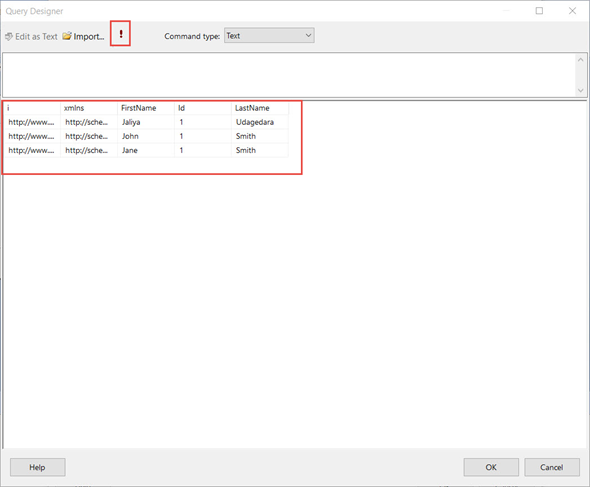 Query Designer
Edit as Text Import... ! Command type: Text
i xmlns FirstName Id LastName
http://www.... http://sche... Jaliya 1 Udagedara
http://www.... http://sche... John 1 Smith
http://www.... http://sche... Jane 1 Smith
Help OK Cancel